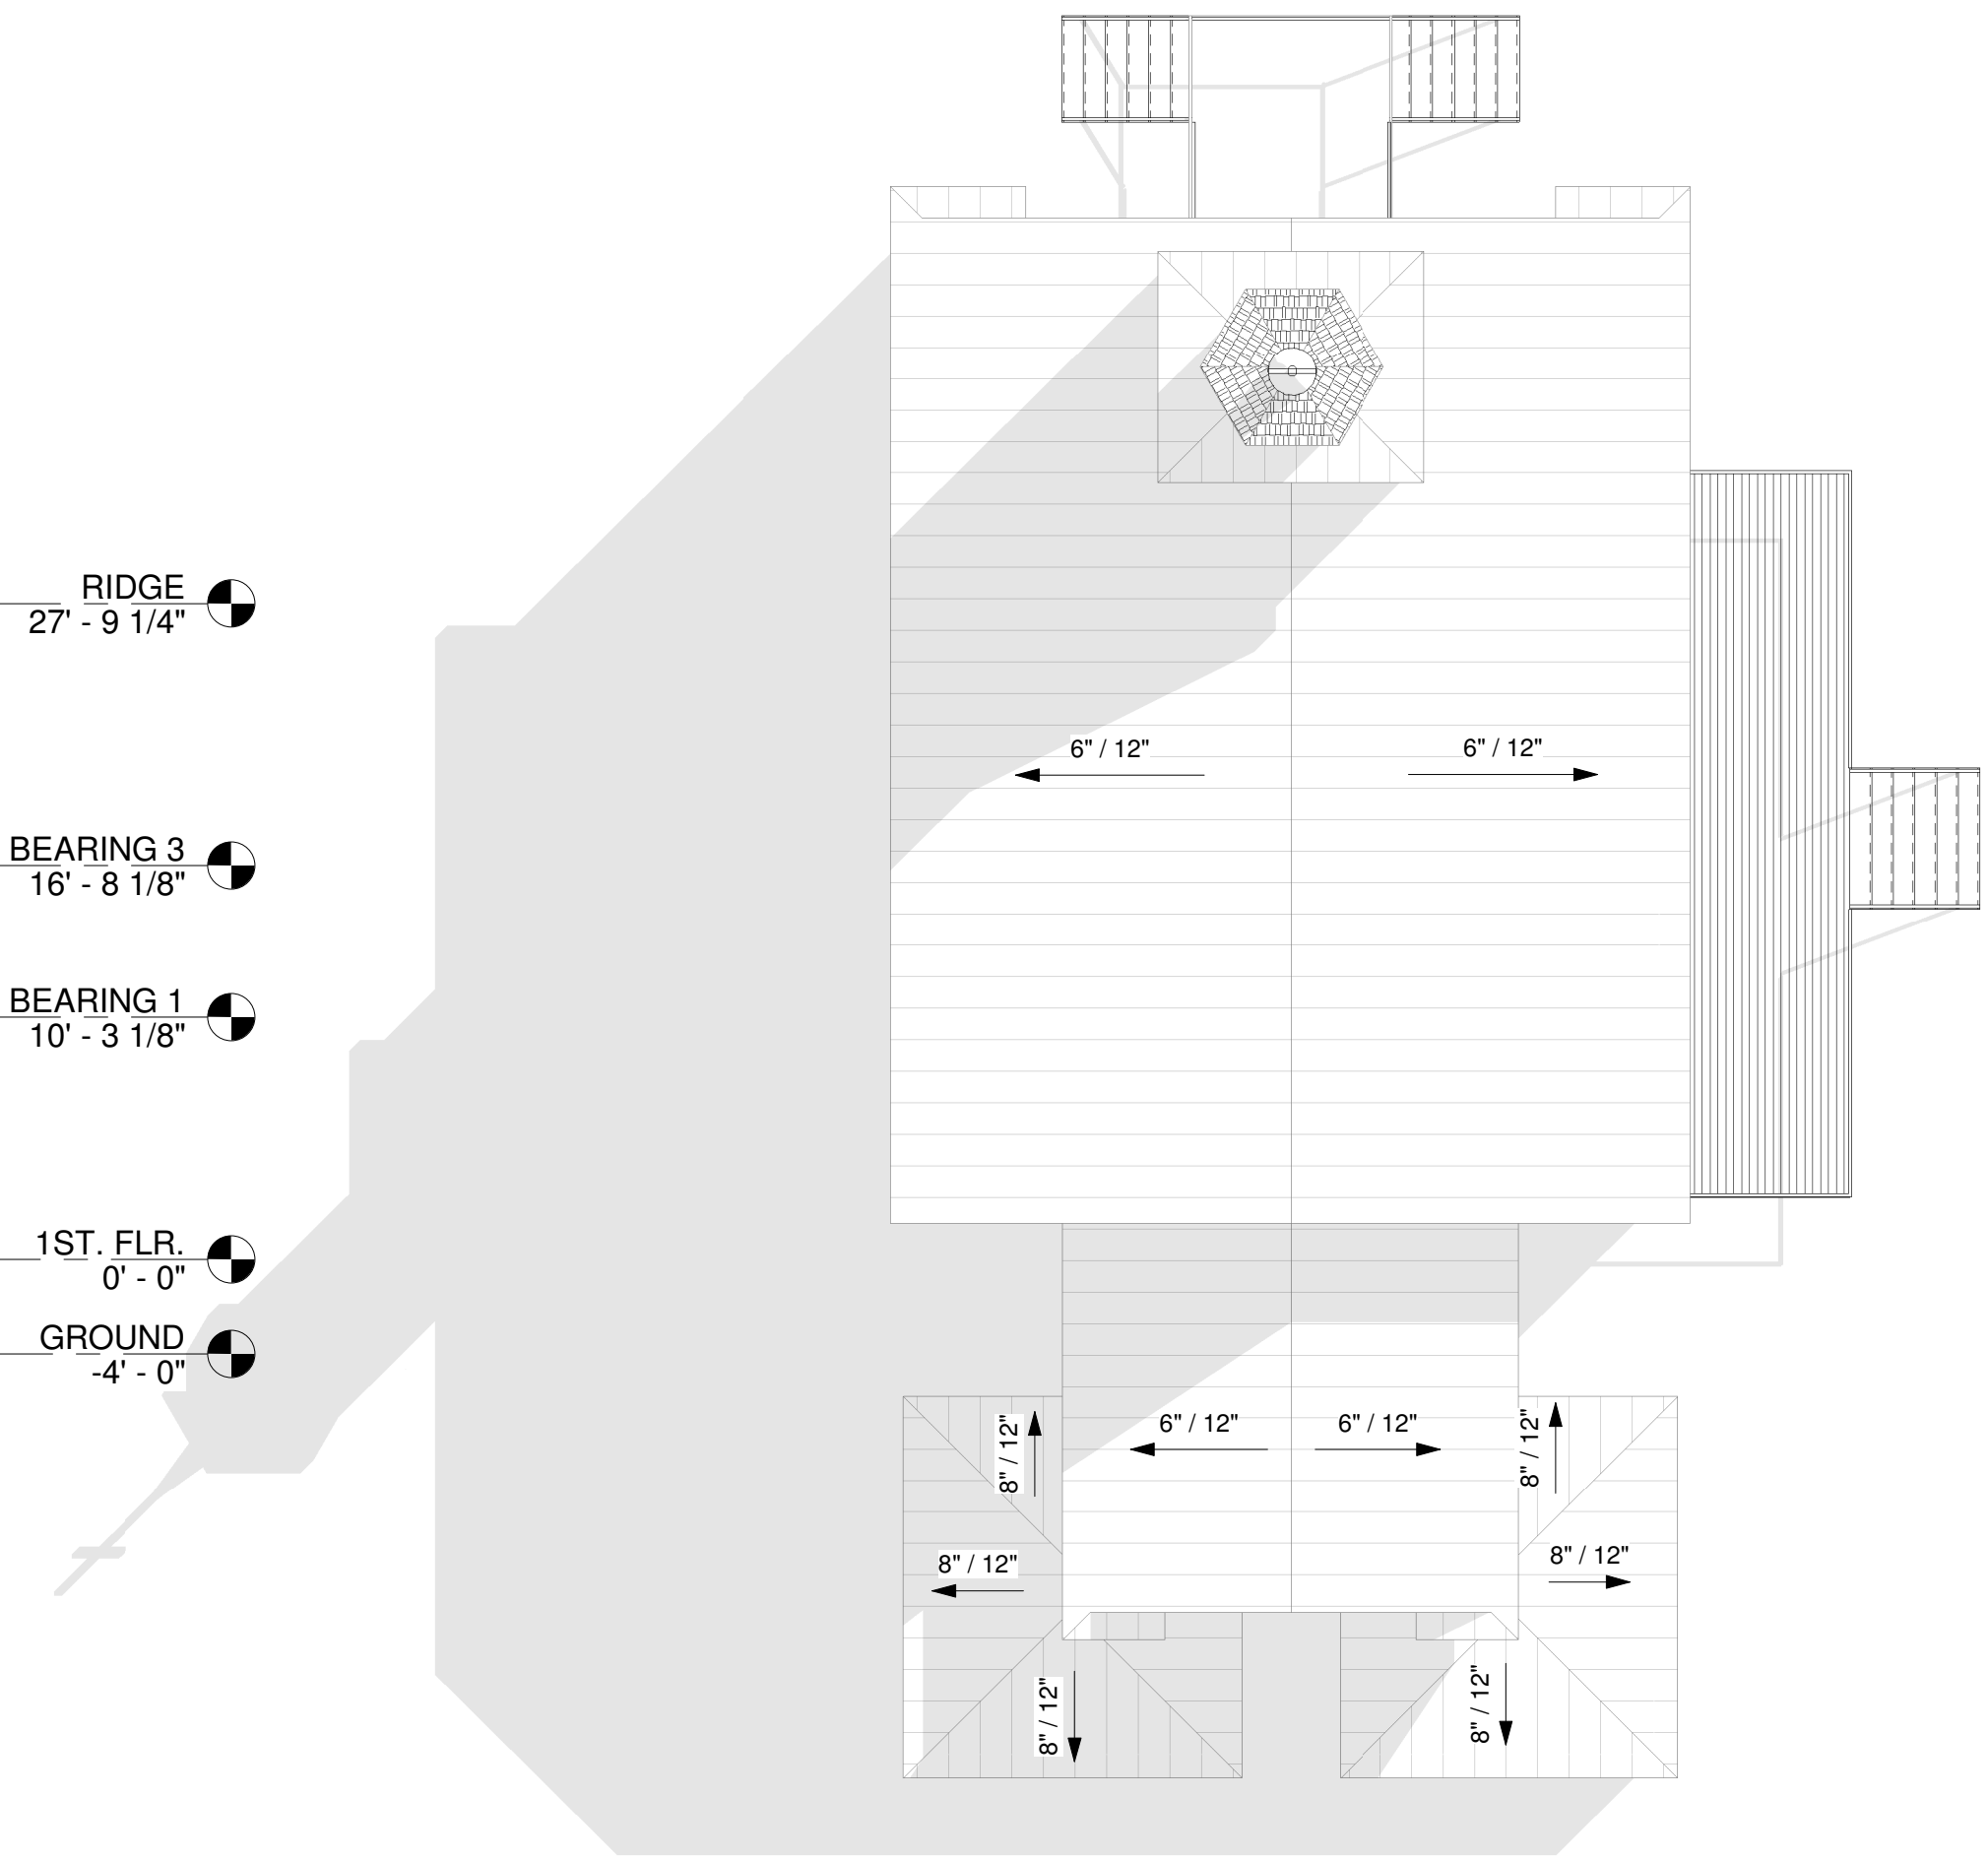 RIDGE
27' - 9 1/4"
6" / 12"
6" / 12"
BEARING 3
16' - 8 1/8"
BEARING 1
10' - 3 1/8"
1ST. FLR.
0' - 0"
GROUND
-4' - 0"
8" / 12"
6" / 12"
6" / 12"
8" / 12"
8" / 12"
8" / 12"
8" / 12"
8" / 12"